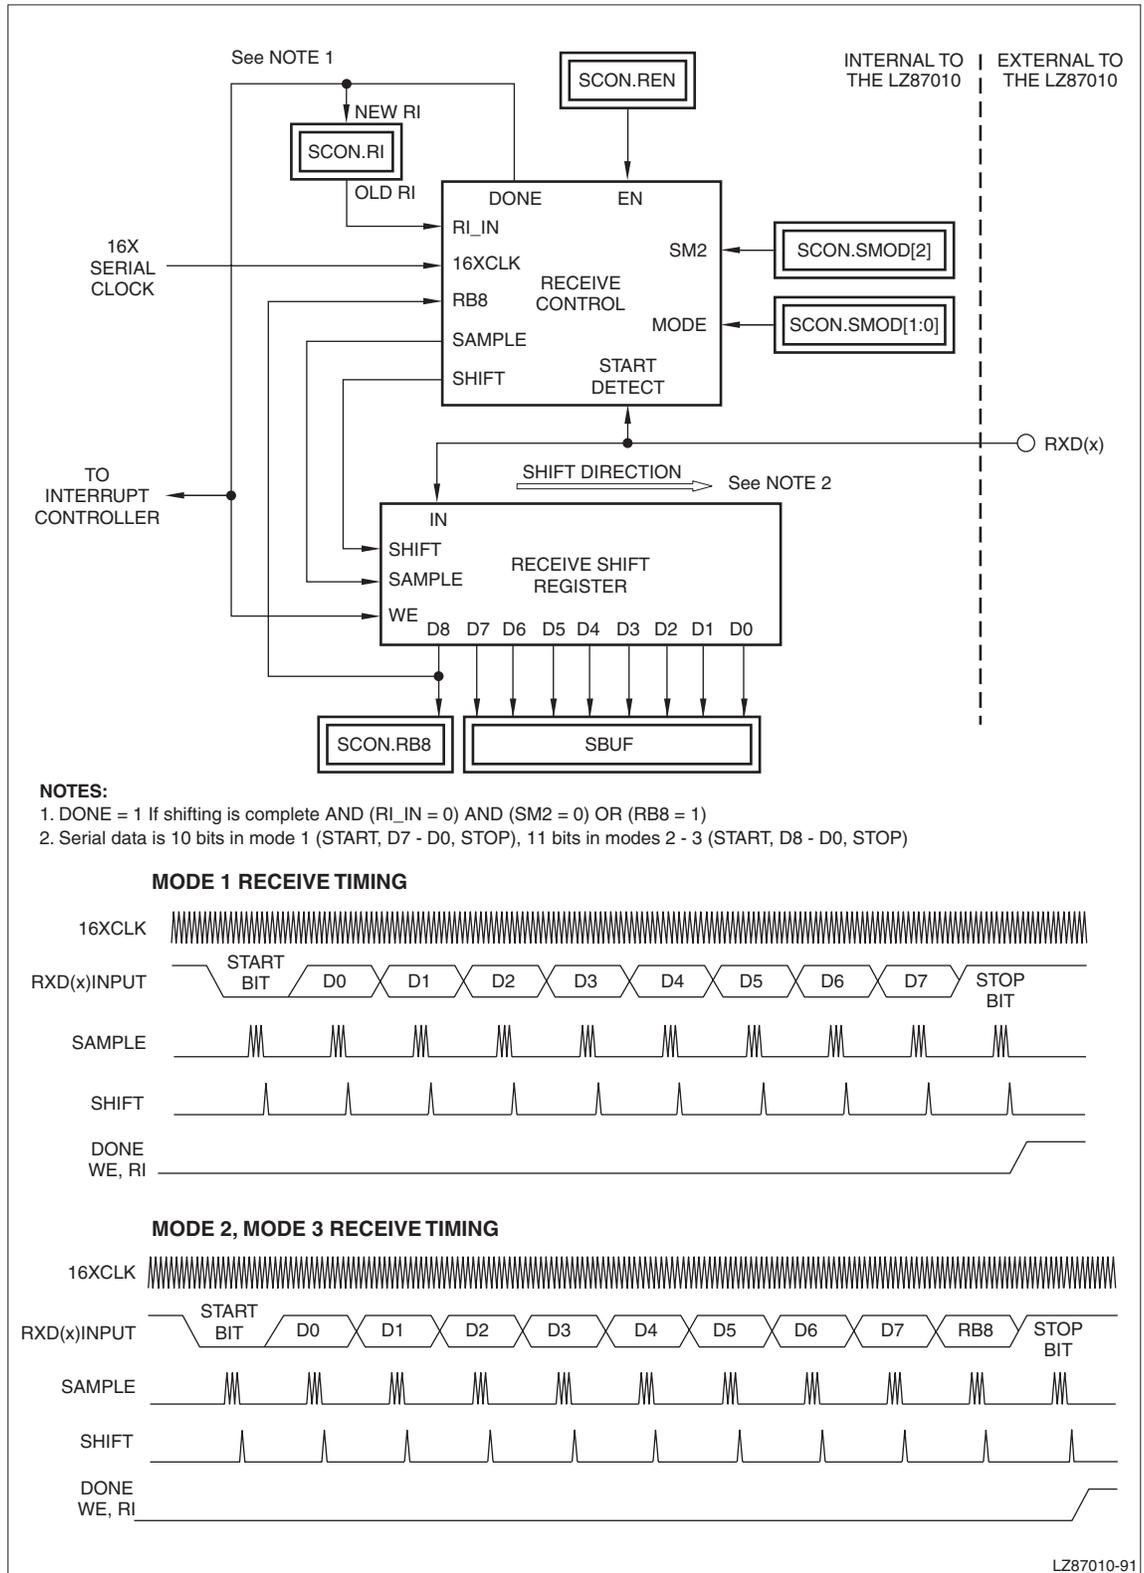 See NOTE 1
SCON.REN
INTERNAL TO
THE LZ87010
EXTERNAL TO
THE LZ87010
NEW RI
SCON.RI
OLD RI
DONE
EN
RI_IN
16X
SERIAL
CLOCK
16XCLK
RB8
SAMPLE
SHIFT
RECEIVE
CONTROL
SM2
SCON.SMOD[2]
MODE
SCON.SMOD[1:0]
START
DETECT
RXD(x)
TO
INTERRUPT
CONTROLLER
SHIFT DIRECTION
See NOTE 2
IN
SHIFT
SAMPLE
WE
RECEIVE SHIFT
REGISTER
D8 D7 D6 D5 D4 D3 D2 D1 D0
SCON.RB8
SBUF
NOTES:
1. DONE = 1 If shifting is complete AND (RI_IN = 0) AND (SM2 = 0) OR (RB8 = 1)
2. Serial data is 10 bits in mode 1 (START, D7 - D0, STOP), 11 bits in modes 2 - 3 (START, D8 - D0, STOP)
MODE 1 RECEIVE TIMING
16XCLK
RXD(x)INPUT
START
BIT
D0 D1 D2 D3 D4 D5 D6 D7
STOP
BIT
SAMPLE
SHIFT
DONE
WE, RI
MODE 2, MODE 3 RECEIVE TIMING
16XCLK
RXD(x)INPUT
START
BIT
D0 D1 D2 D3 D4 D5 D6 D7 RB8
STOP
BIT
SAMPLE
SHIFT
DONE
WE, RI
LZ87010-91